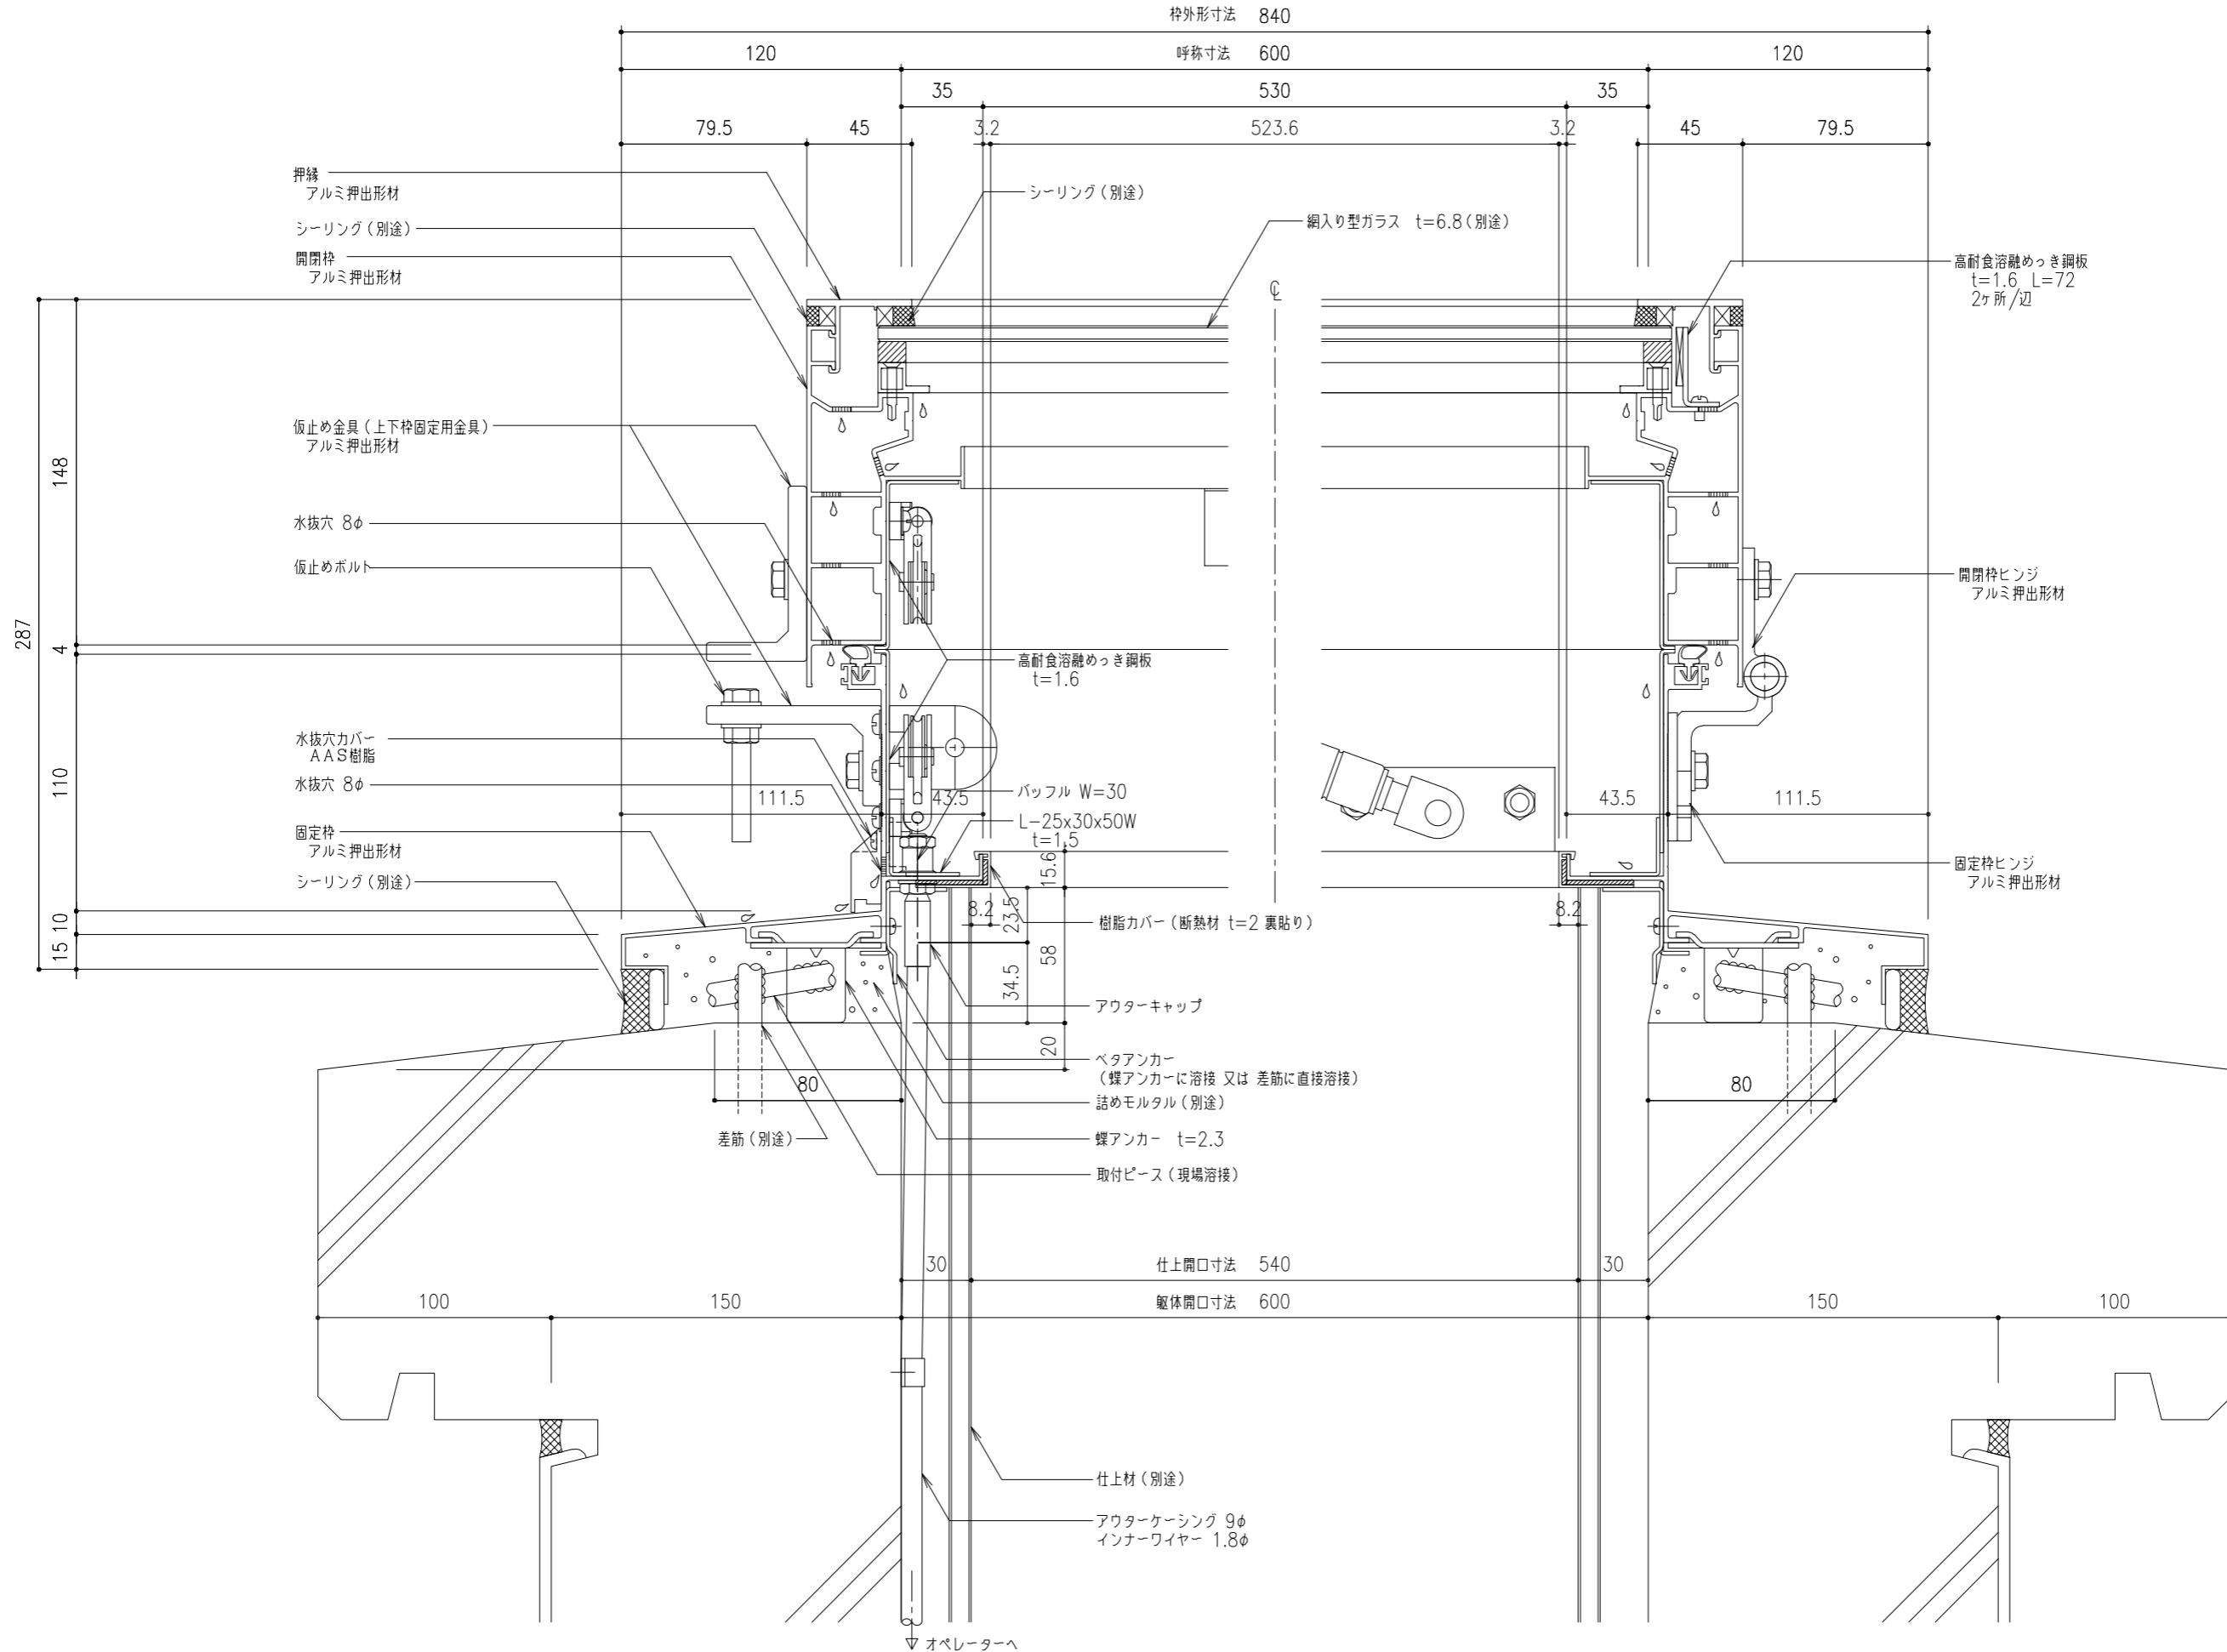 枠外形寸法 840
120
呼称寸法 600
120
35
530
35
79.5
45
3.2
523.6
3.2
45
79.5
押縁
アルミ押出形材
シーリング（別途）
シーリング（別途）
網入り型ガラス t=6.8(別途)
開閉枠
アルミ押出形材
高耐食溶融めっき鋼板
t=1.6 L=72
2ケ所/辺
℄
仮止め金具（上下枠固定用金具）
アルミ押出形材
148
水抜穴 8φ
仮止めボルト
開閉枠ヒンジ
アルミ押出形材
287
4
高耐食溶融めっき鋼板
t=1.6
水抜穴カバー
AAS樹脂
110
水抜穴 8φ
111.5
43.5
バッフル W=30
43.5
111.5
L-25x30x50W
t=1.5
固定枠
アルミ押出形材
シーリング（別途）
15.6
固定枠ヒンジ
アルミ押出形材
10
15
8.2
23.5
樹脂カバー（断熱材 t=2 裏貼り）
8.2
58
34.5
アウターキャップ
20
ベタアンカー
（蝶アンカーに溶接 又は 差筋に直接溶接）
80
80
詰めモルタル（別途）
差筋（別途）
蝶アンカー t=2.3
取付ピース（現場溶接）
30
仕上開口寸法 540
30
100
150
躯体開口寸法 600
150
100
仕上材（別途）
アウターケーシング 9φ
インナーワイヤー 1.8φ
オペレーターへ